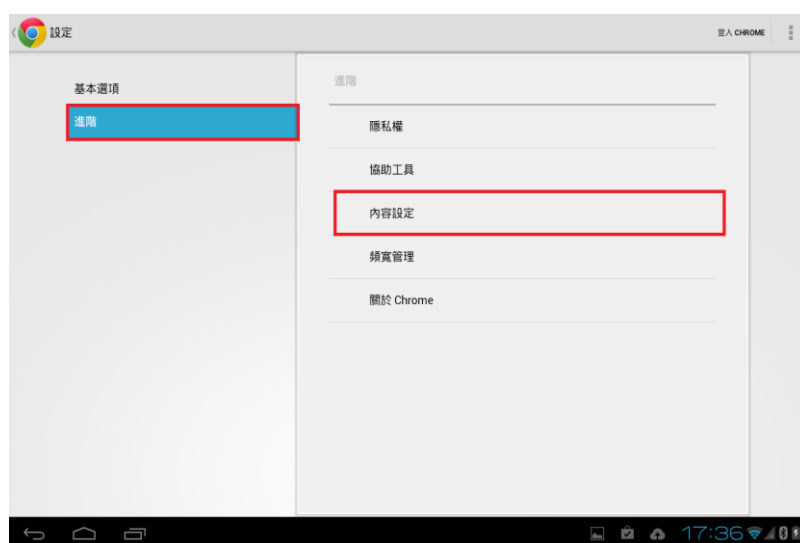 設定
登入 CHROME
基本選項
進階
進階
隱私權
協助工具
內容設定
頻寬管理
關於 Chrome
17:36